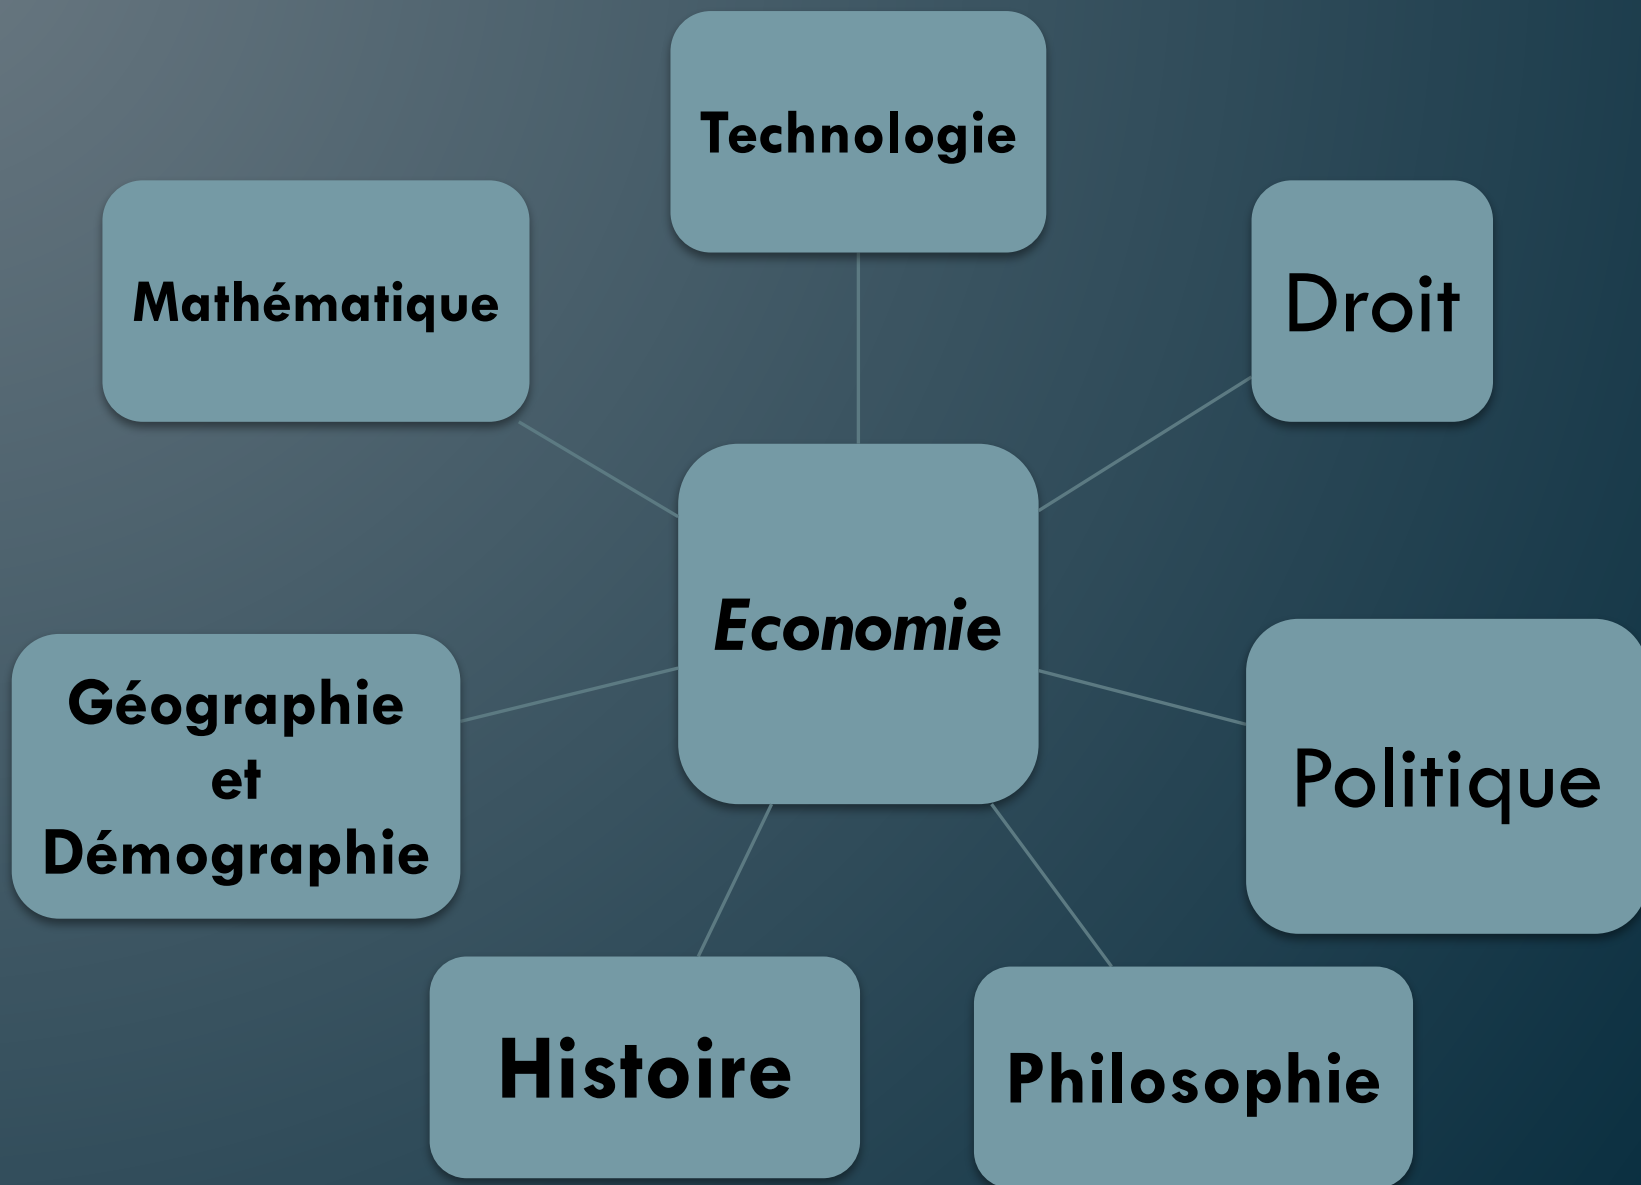 Technologie
Mathématique
Droit
Economie
Géographie
et
Démographie
Politique
Histoire
Philosophie